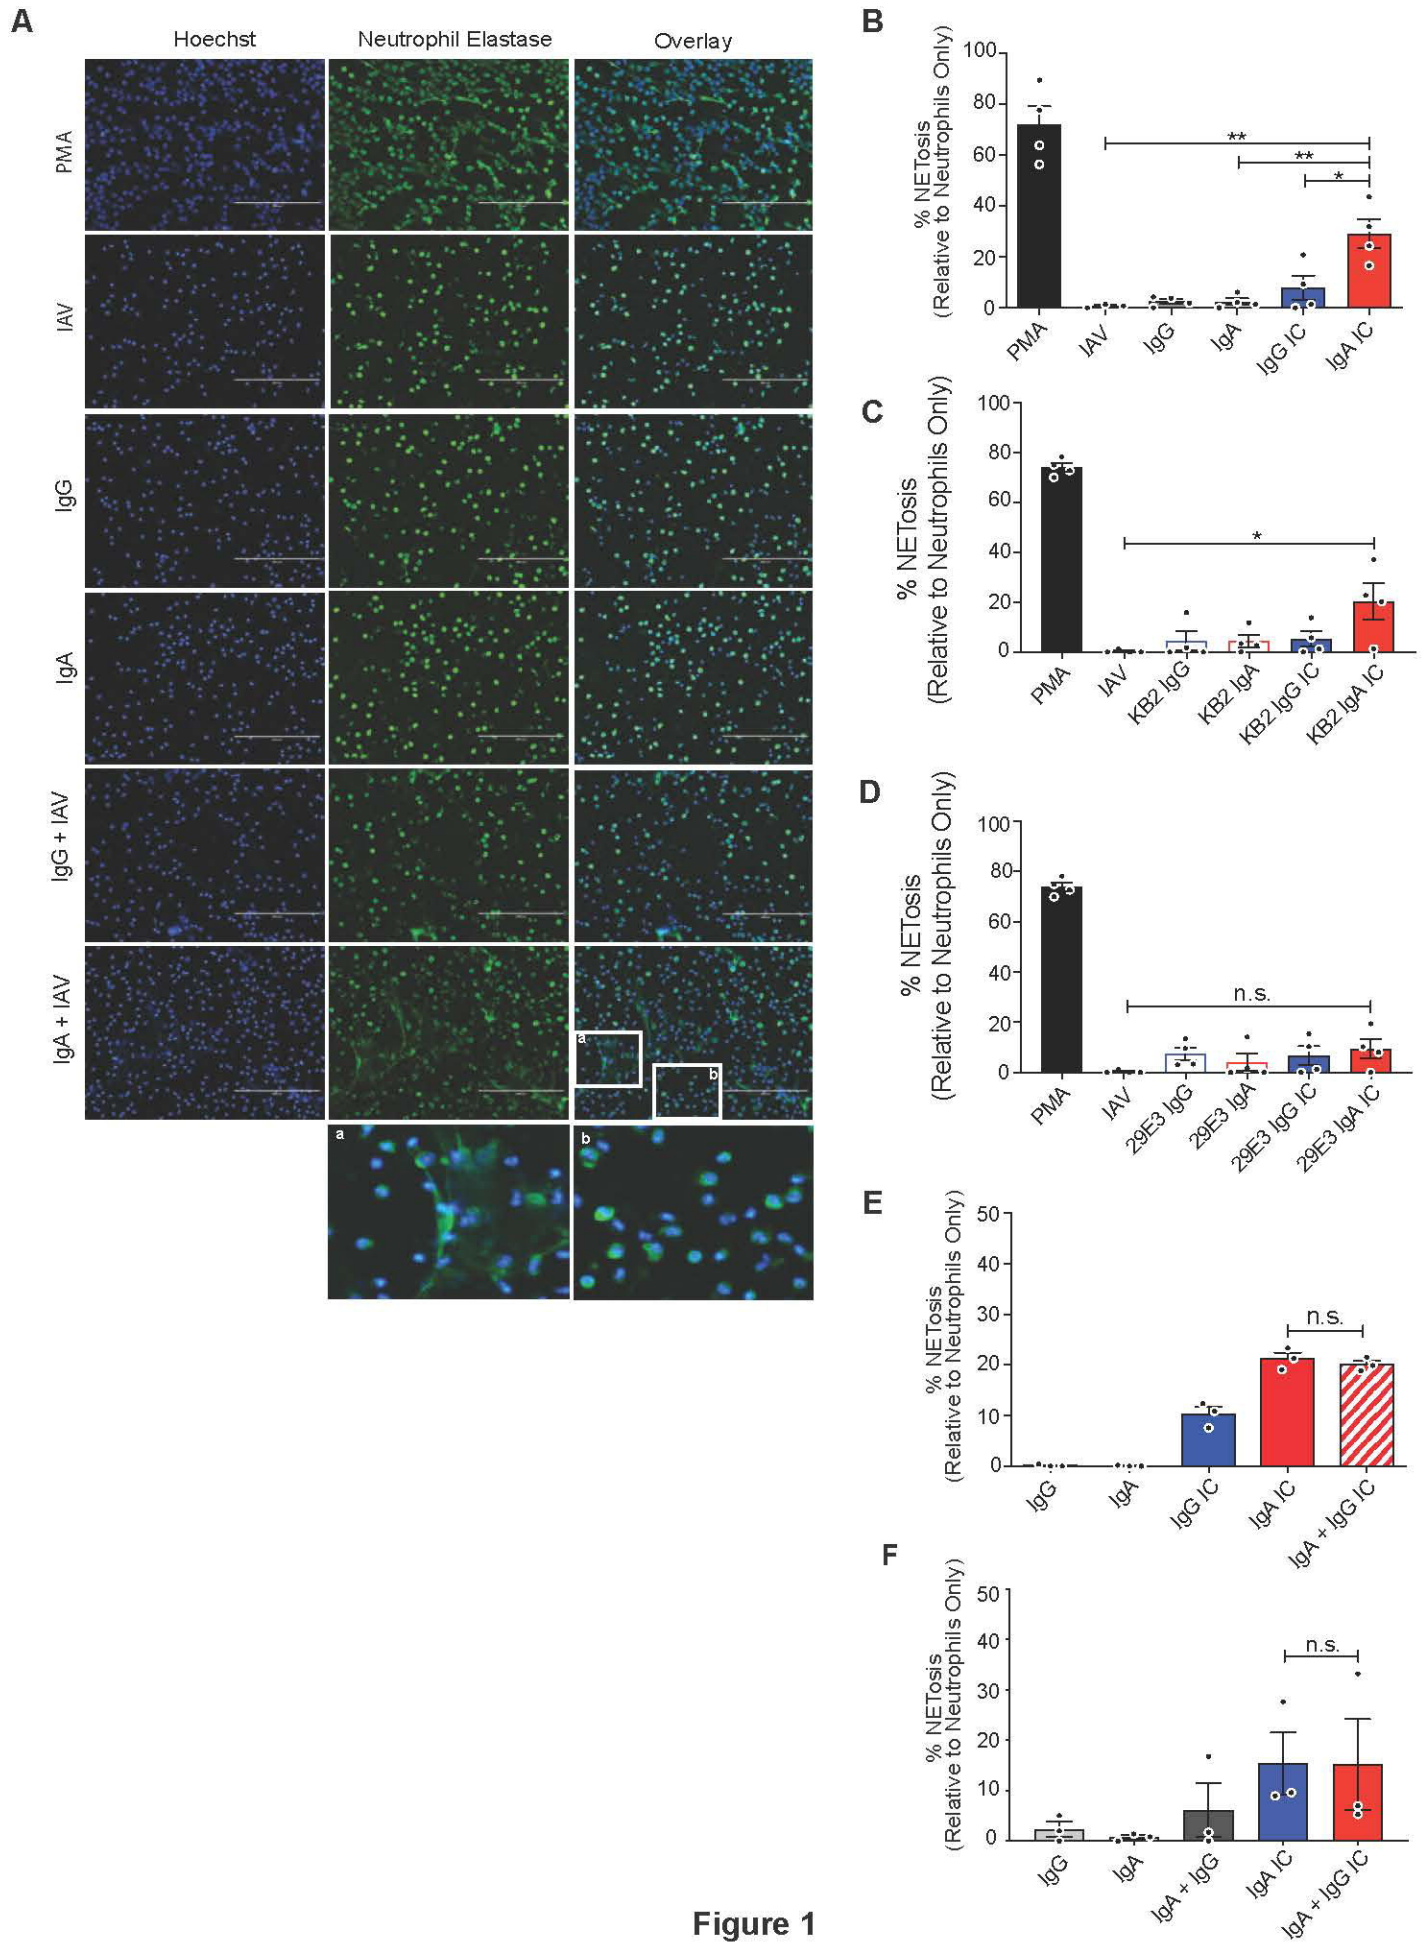 A
Hoechst
Neutrophil Elastase
Overlay
PMA
IAV
IgG
IgA
IgG + IAV
IgA + IAV
a
b
a
b
B
% NETosis
(Relative to Neutrophils Only)
100
80
60
40
20
0
**
**
*
PMA
IAV
IgG
IgA
IgG IC
IgA IC
C
% NETosis
(Relative to Neutrophils Only)
100
80
60
40
20
0
*
PMA
IAV
KB2 IgG
KB2 IgA
KB2 IgG IC
KB2 IgA IC
D
% NETosis
(Relative to Neutrophils Only)
100
80
60
40
20
0
n.s.
PMA
IAV
29E3 IgG
29E3 IgA
29E3 IgG IC
29E3 IgA IC
E
% NETosis
(Relative to Neutrophils Only)
50
40
30
20
10
0
n.s.
IgG
IgA
IgG IC
IgA IC
IgA + IgG IC
F
% NETosis
(Relative to Neutrophils Only)
50
40
30
20
10
0
n.s.
IgG
IgA
IgA + IgG
IgA IC
IgA + IgG IC
Figure 1